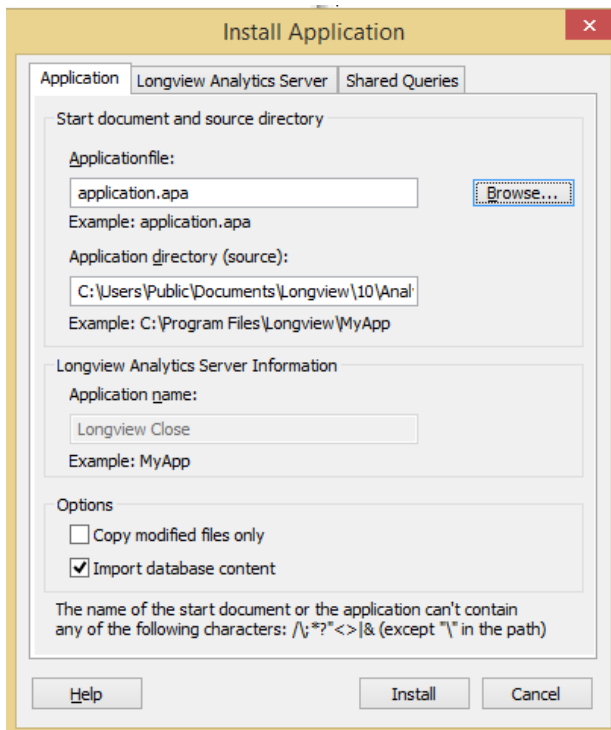 Install Application
Application
Longview Analytics Server
Shared Queries
Start document and source directory
Applicationfile:
application.apa
Browse...
Example: application.apa
Application directory (source):
C:\Users\Public\Documents\Longview\10\Analy
Example: C:\Program Files\Longview\MyApp
Longview Analytics Server Information
Application name:
Longview Close
Example: MyApp
Options
Copy modified files only
Import database content
The name of the start document or the application can't contain
any of the following characters: /\;*?"<>|& (except "\" in the path)
Help
Install
Cancel